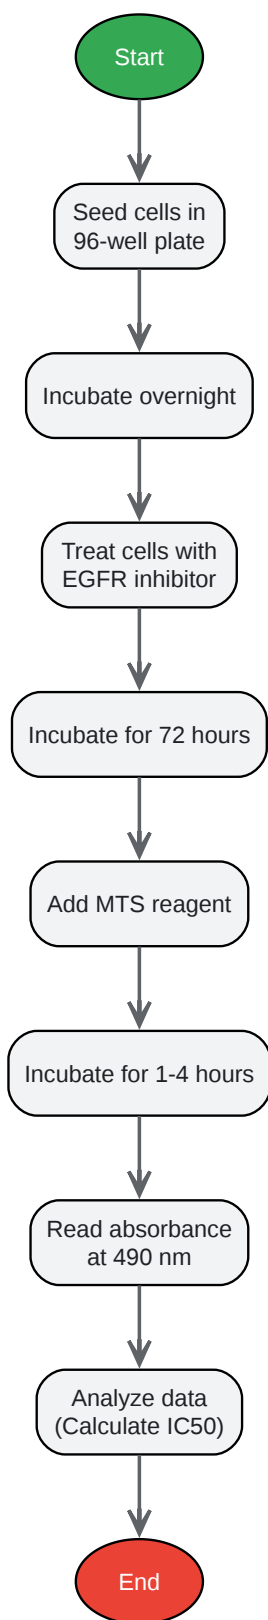 Start
Seed cells in
96-well plate
Incubate overnight
Treat cells with
EGFR inhibitor
Incubate for 72 hours
Add MTS reagent
Incubate for 1-4 hours
Read absorbance
at 490 nm
Analyze data
(Calculate IC50)
End